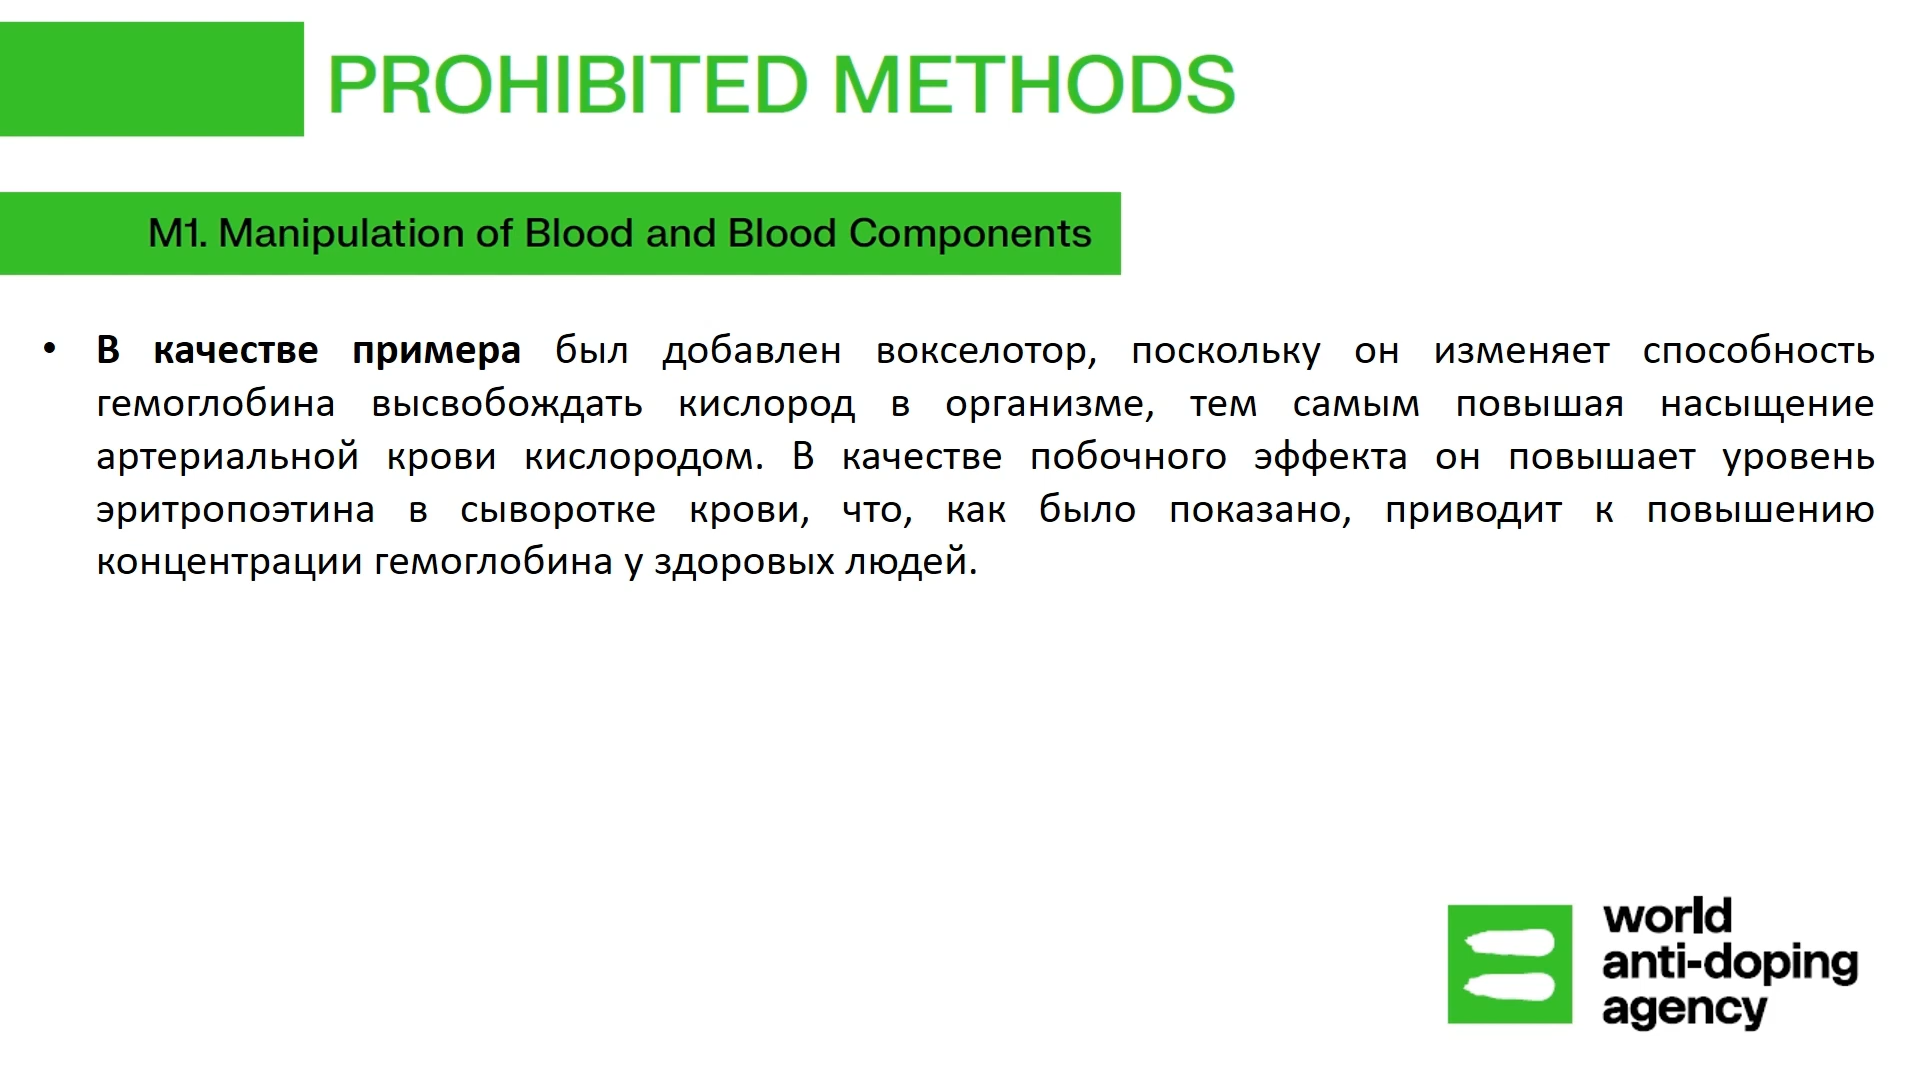 PROHIBITED METHODS
M1. Manipulation of Blood and Blood Components
• В качестве примера был добавлен вокселотор, поскольку он изменяет способность
гемоглобина высвобождать кислород в организме, тем самым повышая насыщение
артериальной крови кислородом. В качестве побочного эффекта он повышает уровень
эритропоэтина в сыворотке крови, что, как было показано, приводит к повышению
концентрации гемоглобина у здоровых людей.
world
anti-doping
agency